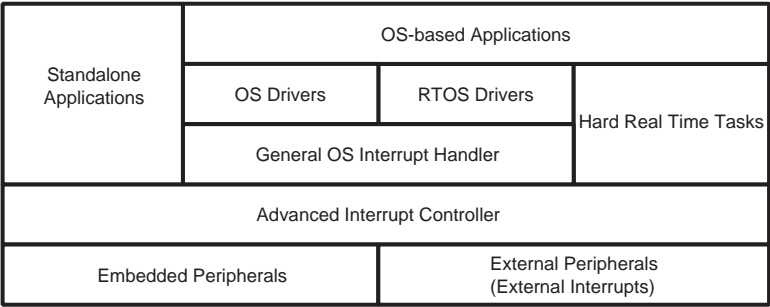 OS-based Applications
Standalone
Applications
OS Drivers
RTOS Drivers
Hard Real Time Tasks
General OS Interrupt Handler
Advanced Interrupt Controller
Embedded Peripherals
External Peripherals
(External Interrupts)